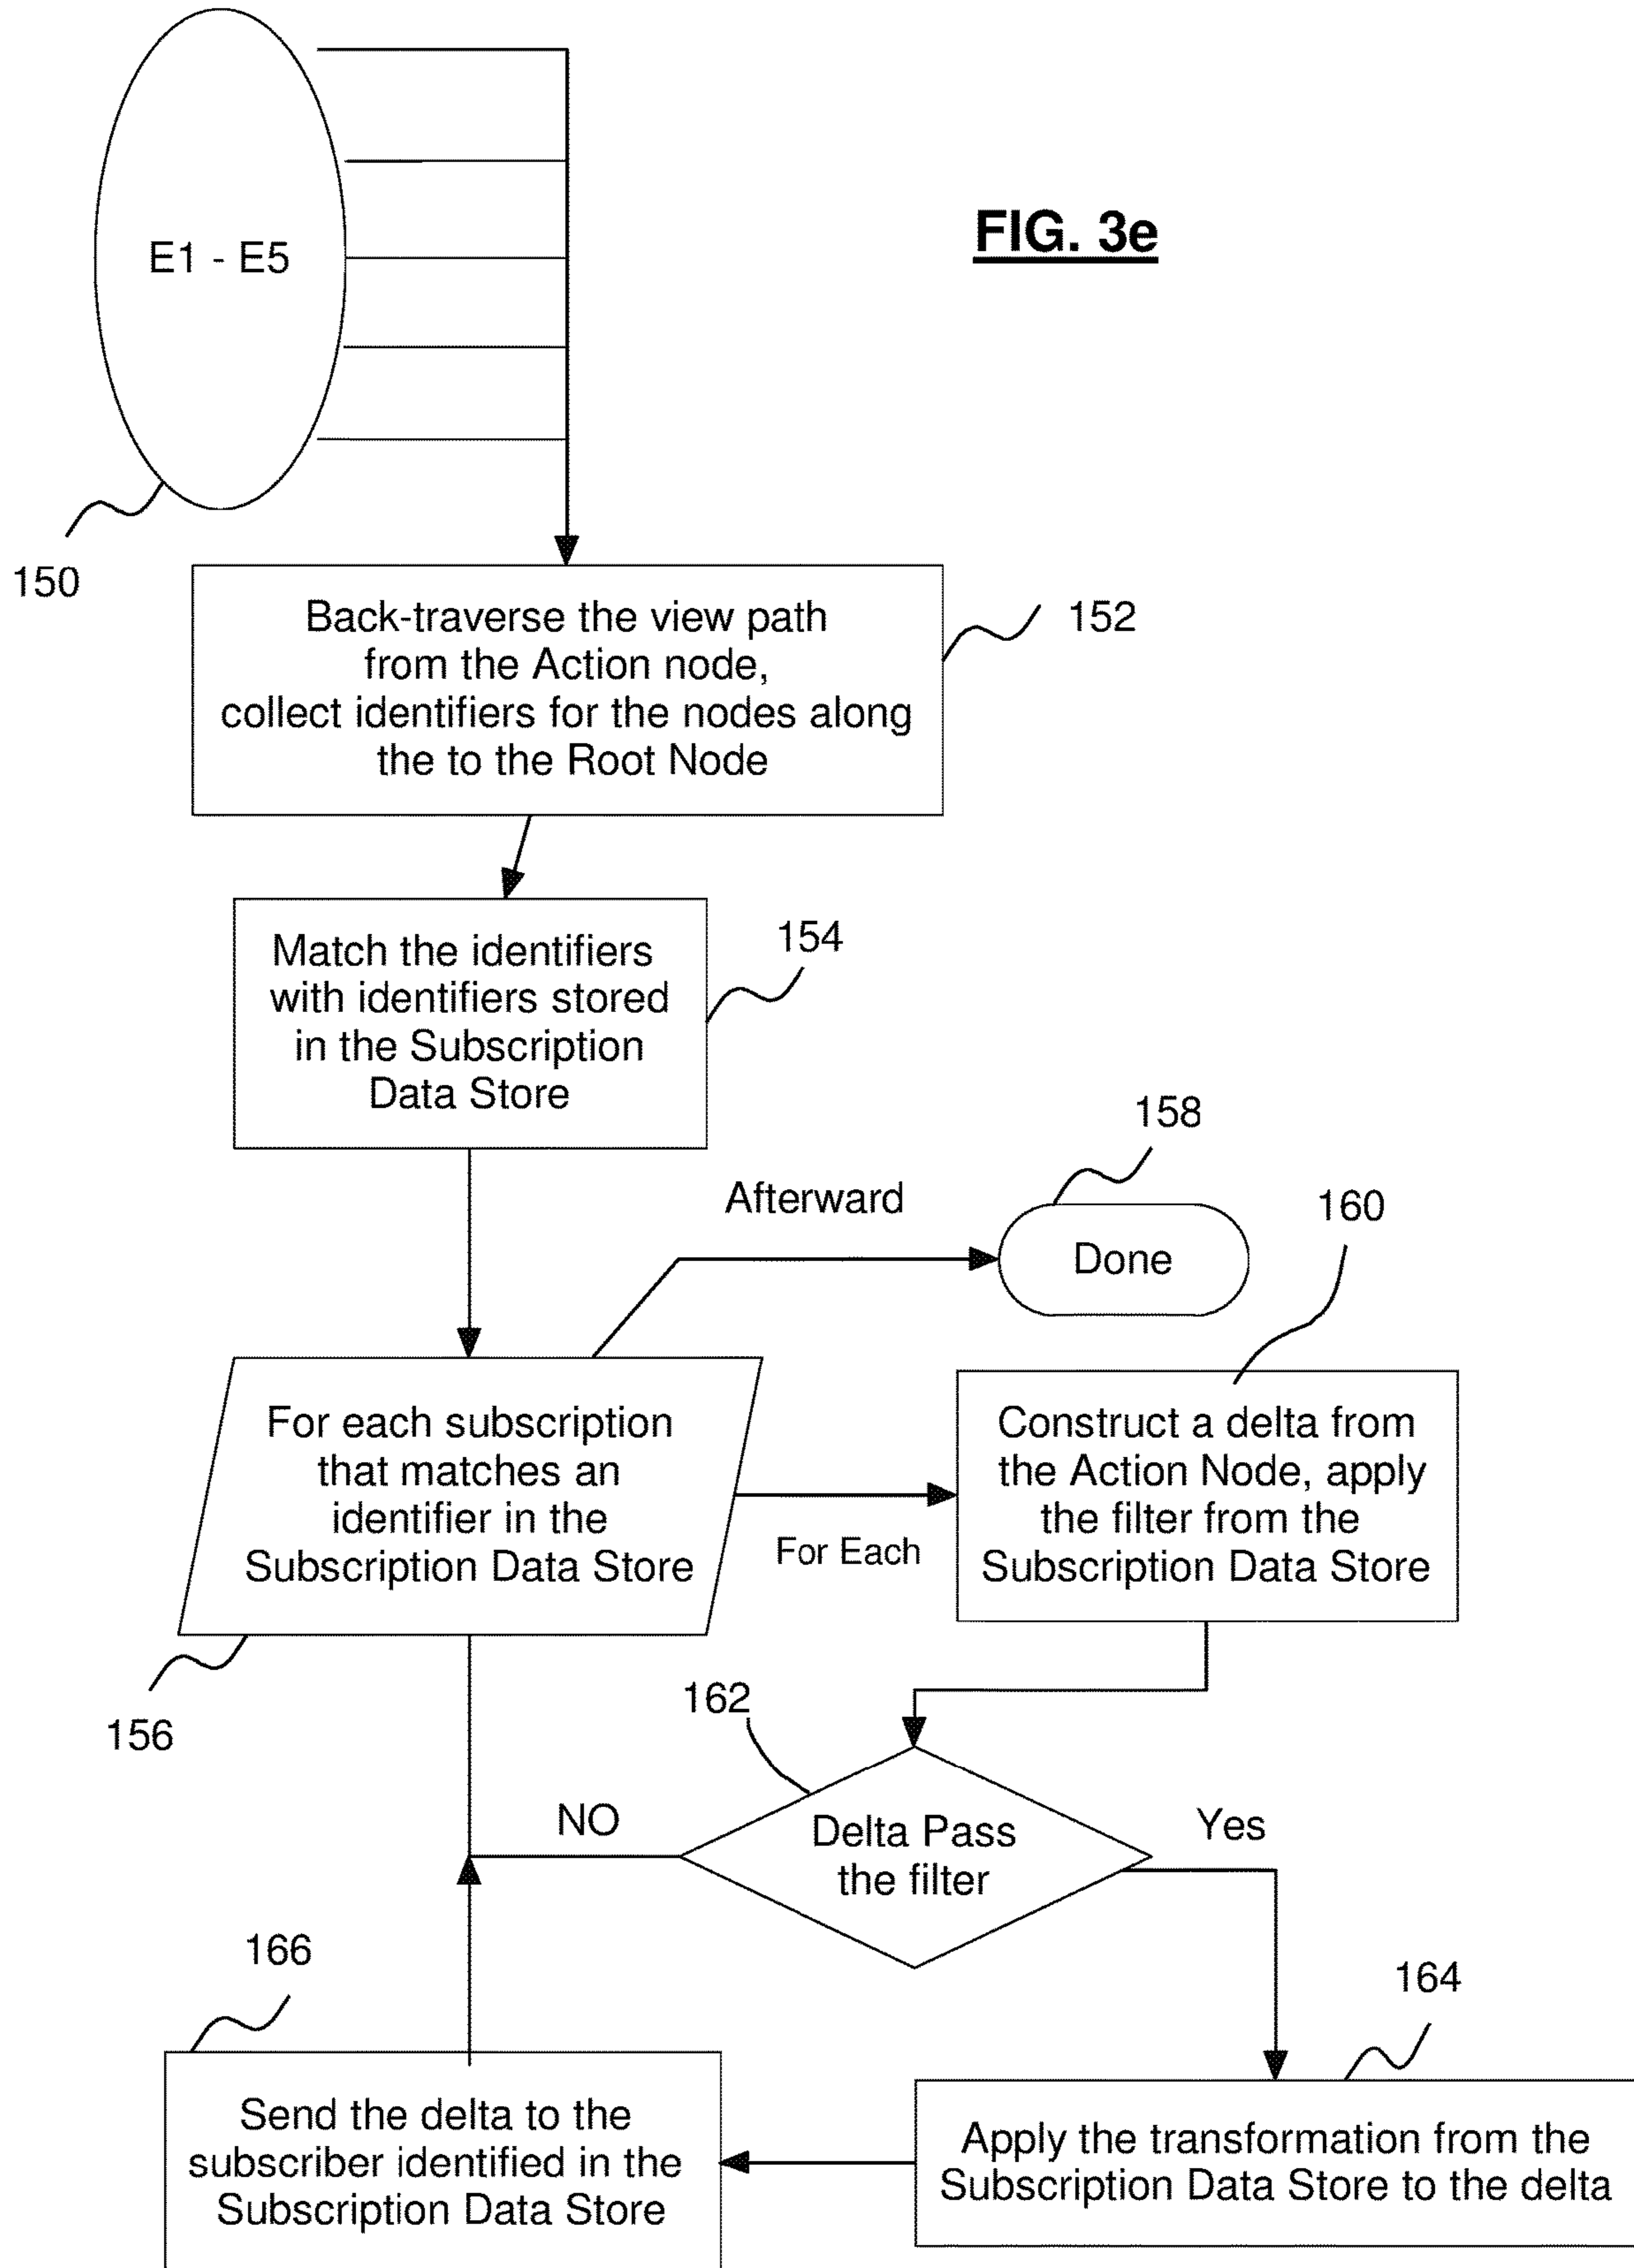 E1 - E5
FIG. 3e
150
Back-traverse the view path
from the Action node,
collect identifiers for the nodes along
the to the Root Node
152
Match the identifiers
with identifiers stored
in the Subscription
Data Store
154
158
Afterward
Done
160
For each subscription
that matches an
identifier in the
Subscription Data Store
For Each
Construct a delta from
the Action Node, apply
the filter from the
Subscription Data Store
156
162
NO
Delta Pass
the filter
Yes
166
164
Send the delta to the
subscriber identified in the
Subscription Data Store
Apply the transformation from the
Subscription Data Store to the delta